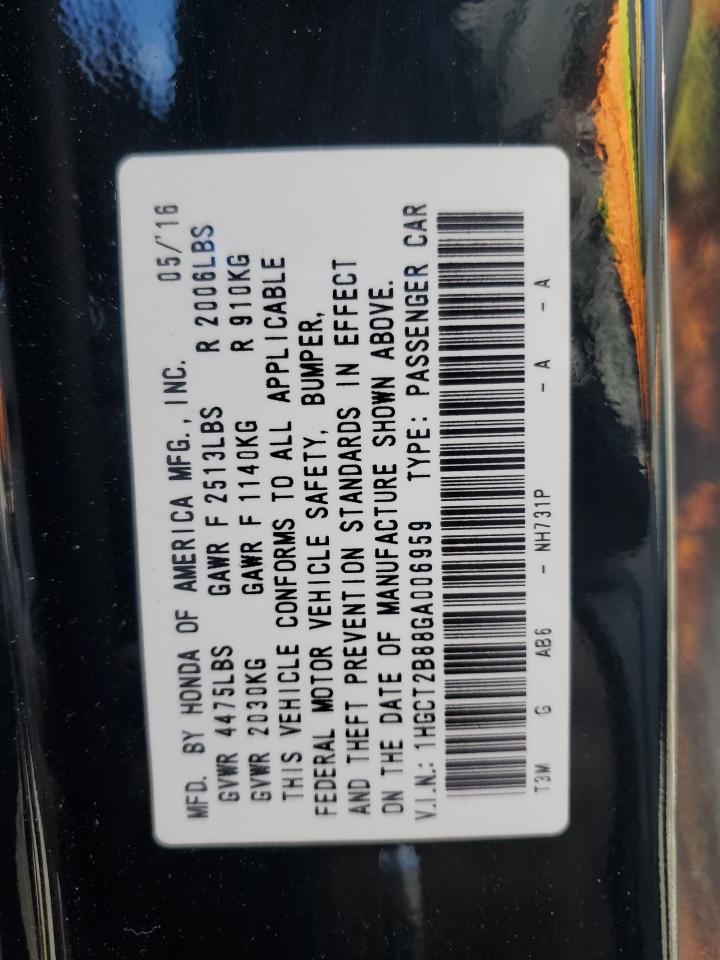 MFD. BY HONDA OF AMERICA MFG., INC. 05/'16
GVWR 4475LBS GAWR F 2513LBS R 2006LBS
GVWR 2030KG GAWR F 1140KG R 910KG
THIS VEHICLE CONFORMS TO ALL APPLICABLE
FEDERAL MOTOR VEHICLE SAFETY, BUMPER,
AND THEFT PREVENTION STANDARDS IN EFFECT
ON THE DATE OF MANUFACTURE SHOWN ABOVE.
V.I.N.: 1HGCT2B88GA006959 TYPE: PASSENGER CAR
T3M G AB6 - NH731P - A - A